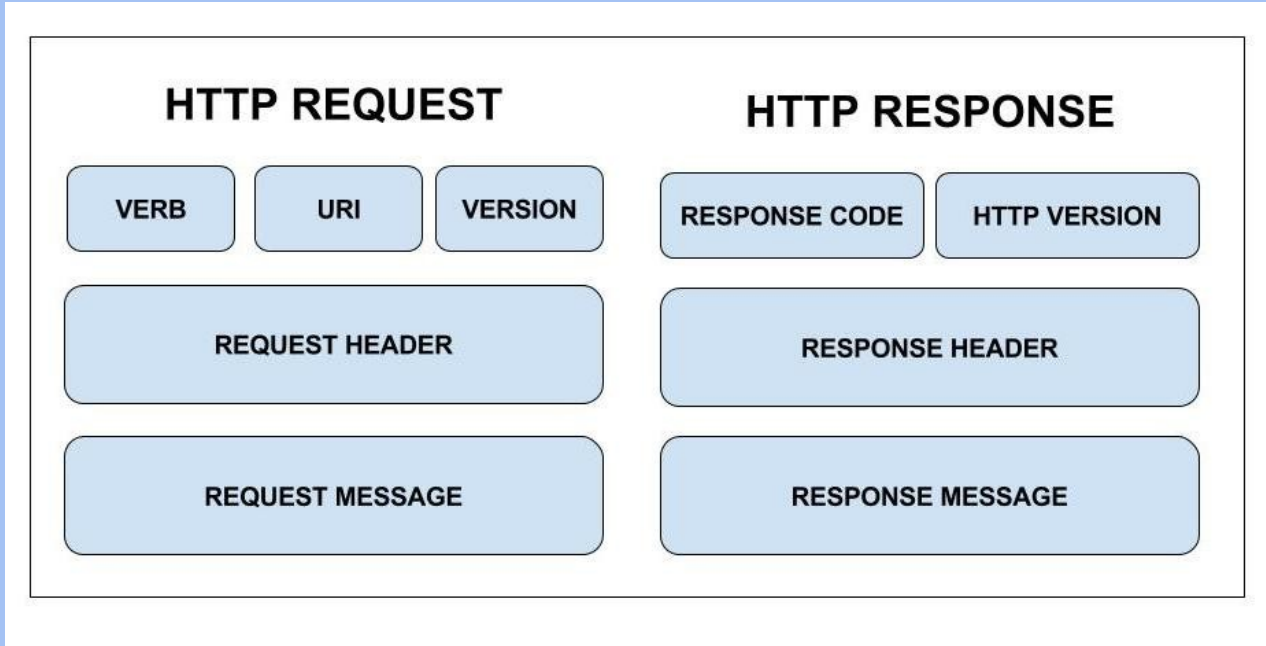 HTTP REQUEST
VERB
URI
VERSION
REQUEST HEADER
REQUEST MESSAGE
HTTP RESPONSE
RESPONSE CODE
HTTP VERSION
RESPONSE HEADER
RESPONSE MESSAGE